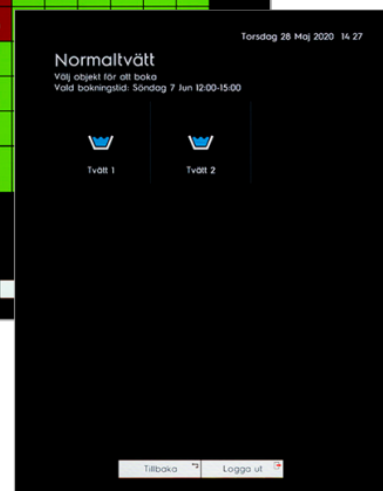 Torsdag 28 Maj 2020 14 27
Normaltvätt
Välj objekt för att boka
Vald bokningstid: Söndag 7 Jun 12:00-15:00
Tvätt 1
Tvätt 2
Tillbaka
Logga ut